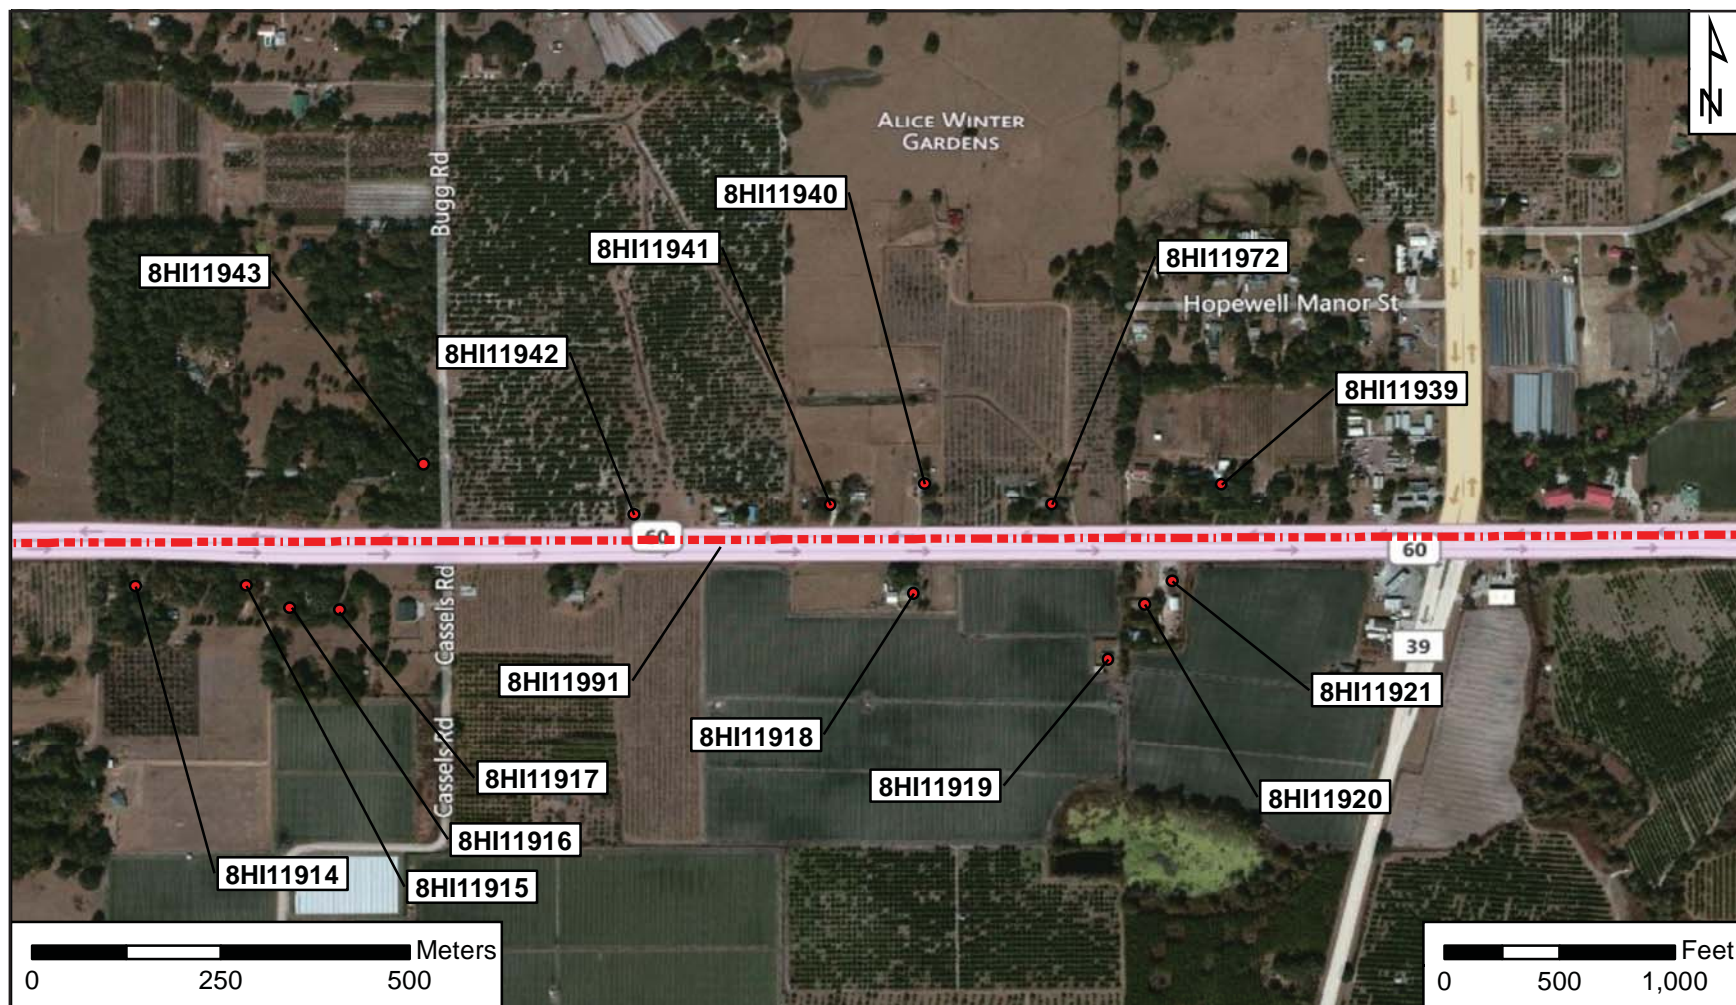 N
ALICE WINTER
GARDENS
Bugg Rd
8HI11940
8HI11941
8HI11972
8HI11943
Hopewell Manor St
8HI11942
8HI11939
60
60
Cassels Rd
39
8HI11991
8HI11921
8HI11918
Cassels Rd
8HI11917
8HI11919
8HI11920
8HI11916
8HI11914
8HI11915
Meters
0 250 500
Feet
0 500 1,000